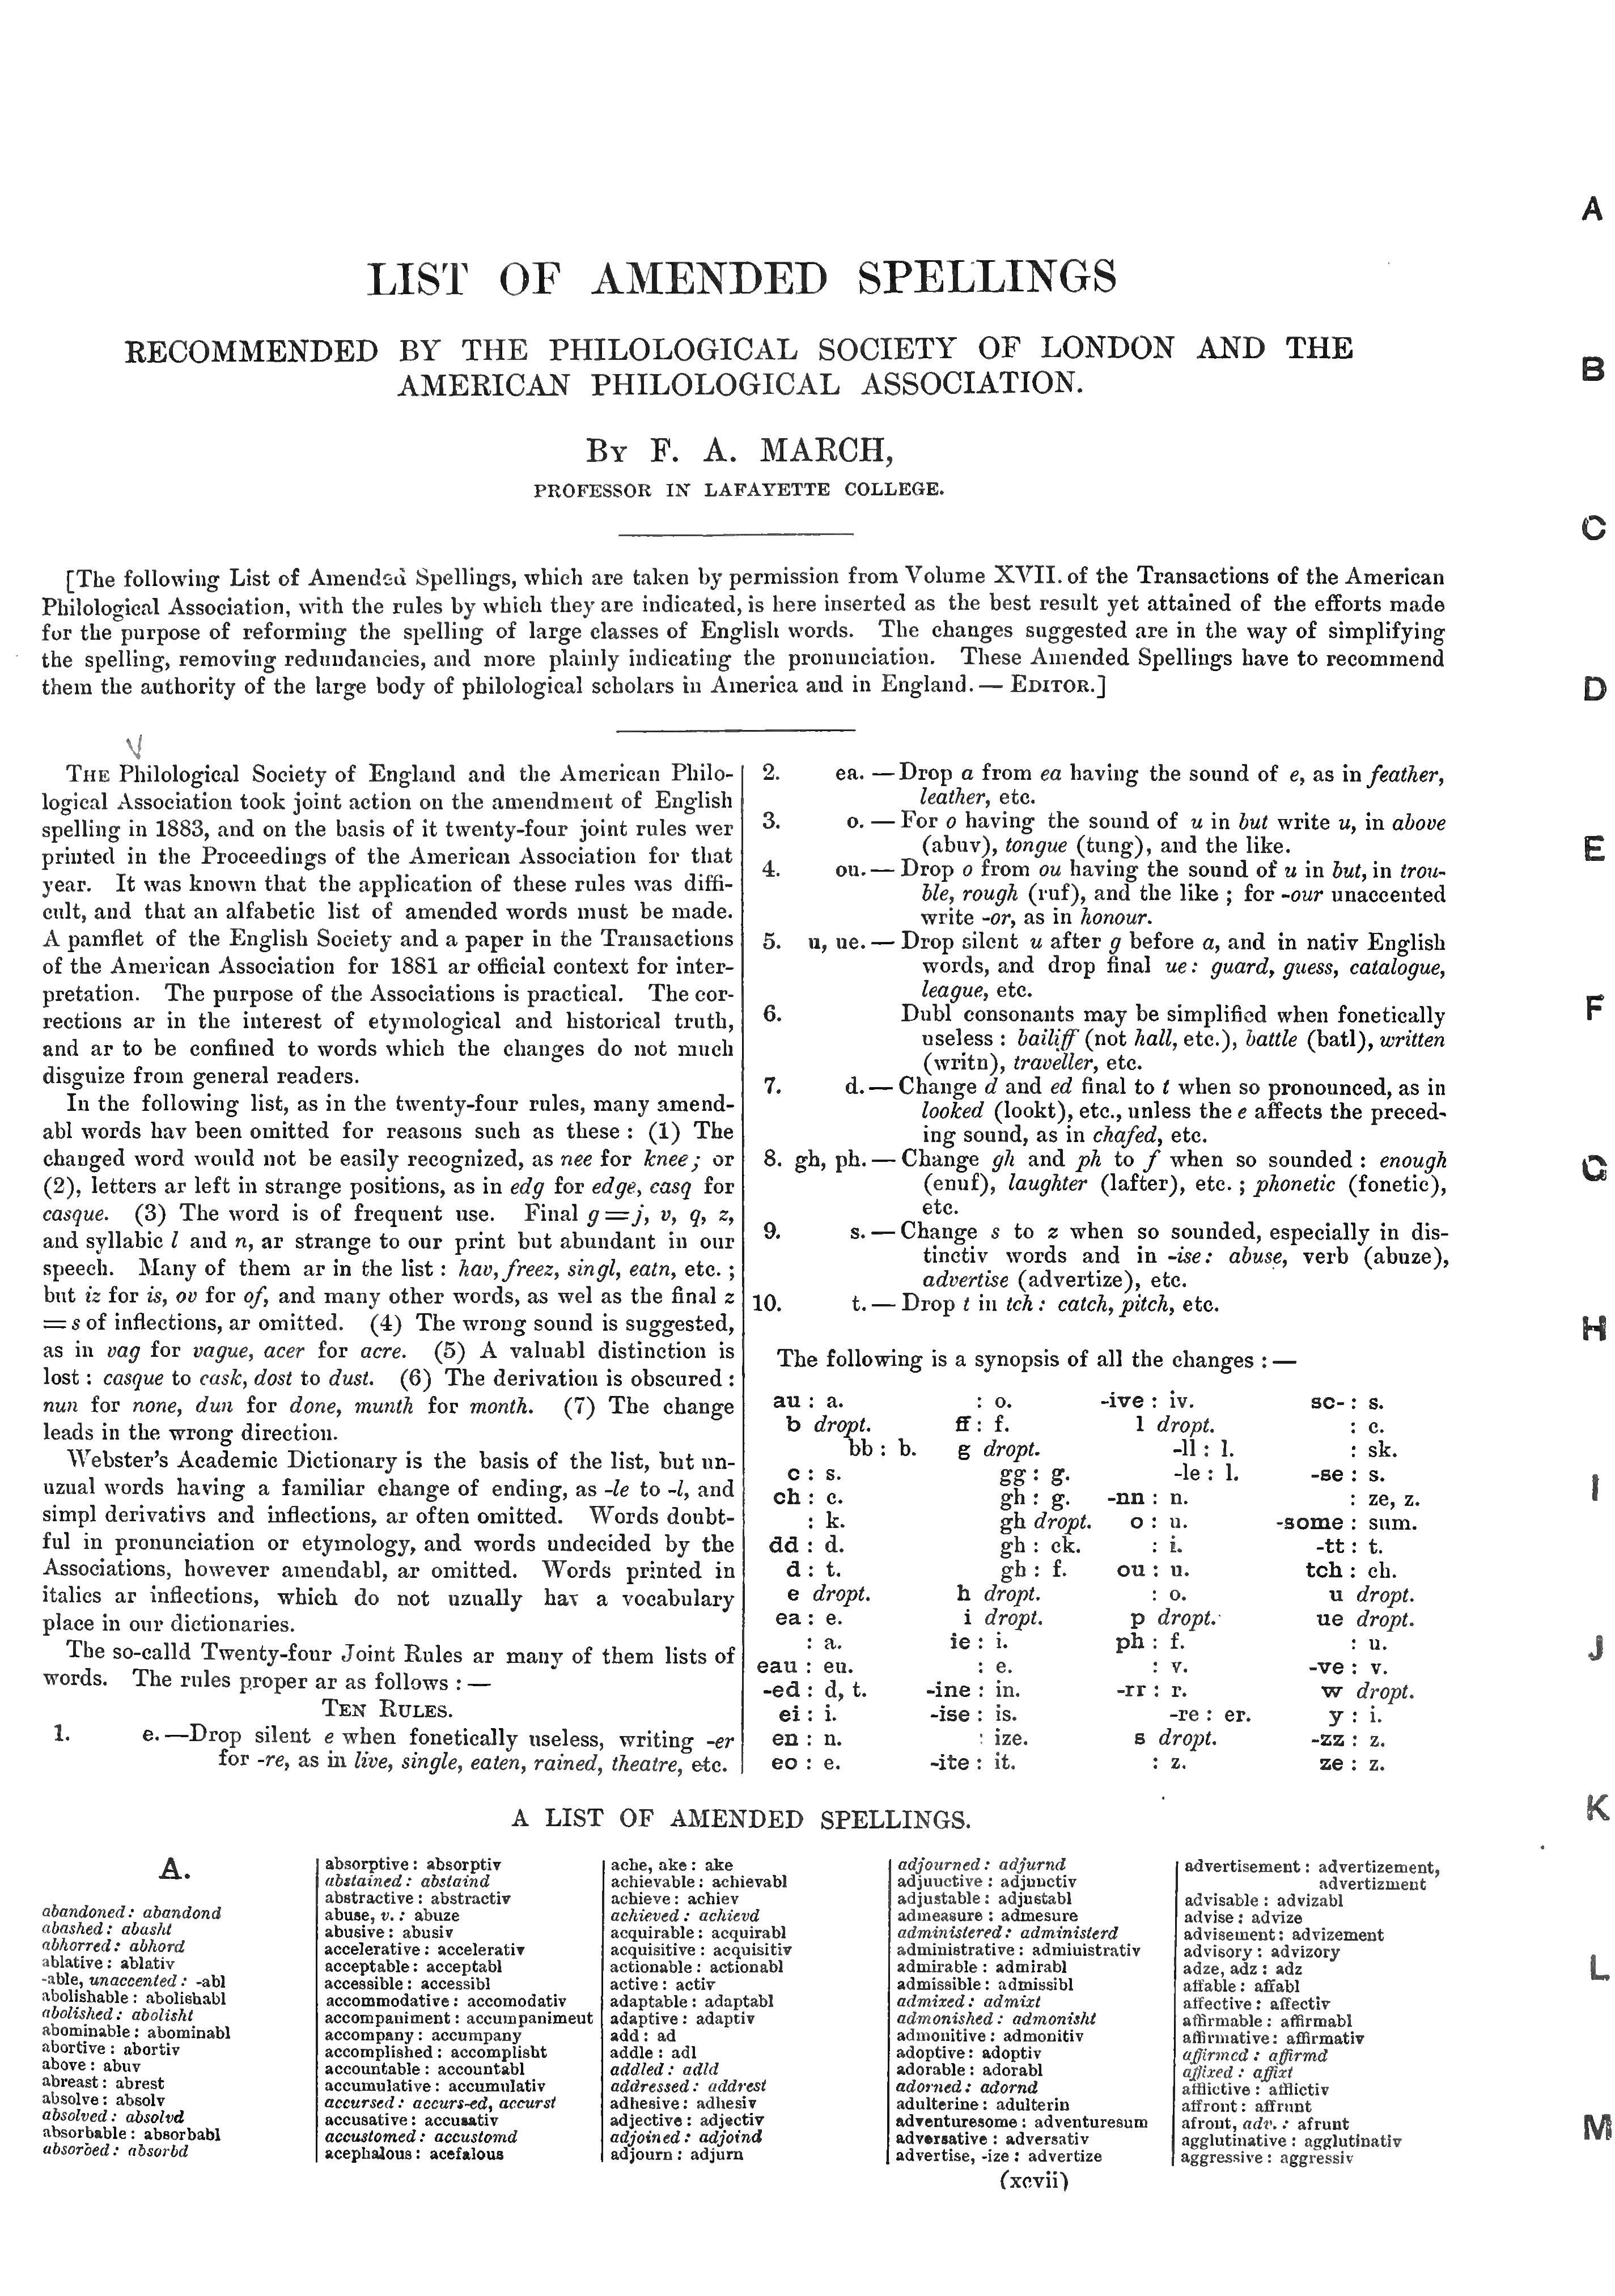 LIST OF AMENDED SPELLINGS
RECOMMENDED BY THE PHILOLOGICAL SOCIETY OF LONDON AND THE
AMERICAN PHILOLOGICAL ASSOCIATION.
BY F. A. MARCH,
PROFESSOR IN LAFAYETTE COLLEGE.
[The following List of Amended Spellings, which are taken by permission from Volume XVII. of the Transactions of the American
Philological Association, with the rules by which they are indicated, is here inserted as the best result yet attained of the efforts made
for the purpose of reforming the spelling of large classes of English words. The changes suggested are in the way of simplifying
the spelling, removing redundancies, and more plainly indicating the pronunciation. These Amended Spellings have to recommend
them the authority of the large body of philological scholars in America and in England. — EDITOR.]
THE Philological Society of England and the American Philo-
logical Association took joint action on the amendment of English
spelling in 1883, and on the basis of it twenty-four joint rules wer
printed in the Proceedings of the American Association for that
year. It was known that the application of these rules was diffi-
cult, and that an alfabetic list of amended words must be made.
A pamflet of the English Society and a paper in the Transactions
of the American Association for 1881 ar official context for inter-
pretation. The purpose of the Associations is practical. The cor-
rections ar in the interest of etymological and historical truth,
and ar to be confined to words which the changes do not much
disguize from general readers.
In the following list, as in the twenty-four rules, many amend-
abl words hav been omitted for reasons such as these : (1) The
changed word would not be easily recognized, as nee for knee; or
(2), letters ar left in strange positions, as in edg for edge, casq for
casque. (3) The word is of frequent use. Final g=j, v, q, z,
and syllabic l and n, ar strange to our print but abundant in our
speech. Many of them ar in the list : hav, freez, singl, eatn, etc. ;
but iz for is, ov for of, and many other words, as wel as the final z
= s of inflections, ar omitted. (4) The wrong sound is suggested,
as in vag for vague, acer for acre. (5) A valuabl distinction is
lost : casque to cask, dost to dust. (6) The derivation is obscured :
nun for none, dun for done, munth for month. (7) The change
leads in the wrong direction.
Webster's Academic Dictionary is the basis of the list, but un-
uzual words having a familiar change of ending, as -le to -l, and
simpl derivativs and inflections, ar often omitted. Words doubt-
ful in pronunciation or etymology, and words undecided by the
Associations, however amendabl, ar omitted. Words printed in
italics ar inflections, which do not uzually hav a vocabulary
place in our dictionaries.
The so-calld Twenty-four Joint Rules ar many of them lists of
words. The rules proper ar as follows : —
TEN RULES.
1. e. —Drop silent e when fonetically useless, writing -er
for -re, as in live, single, eaten, rained, theatre, etc.
2. ea. — Drop a from ea having the sound of e, as in feather,
leather, etc.
3. o. — For o having the sound of u in but write u, in above
(abuv), tongue (tung), and the like.
4. ou. — Drop o from ou having the sound of u in but, in trou-
ble, rough (ruf), and the like ; for -our unaccented
write -or, as in honour.
5. u, ue. — Drop silent u after g before a, and in nativ English
words, and drop final ue : guard, guess, catalogue,
league, etc.
6. Dubl consonants may be simplified when fonetically
useless : bailiff (not hall, etc.), battle (batl), written
(writn), traveller, etc.
7. d. — Change d and ed final to t when so pronounced, as in
looked (lookt), etc., unless the e affects the preced-
ing sound, as in chafed, etc.
8. gh, ph. — Change gh and ph to f when so sounded : enough
(enuf), laughter (lafter), etc. ; phonetic (fonetic),
etc.
9. s. — Change s to z when so sounded, especially in dis-
tinctiv words and in -ise : abuse, verb (abuze),
advertise (advertize), etc.
10. t. — Drop t in tch : catch, pitch, etc.
The following is a synopsis of all the changes : —
au : a. : o. -ive : iv. sc- : s.
b dropt. ff : f. l dropt. : c.
bb : b. g dropt. -ll : l. : sk.
c : s. gg : g. -le : l. -se : s.
ch : c. gh : g. -nn : n. : ze, z.
: k. gh dropt. o : u. -some : sum.
dd : d. gh : ck. : i. -tt : t.
d : t. gh : f. ou : u. tch : ch.
e dropt. h dropt. : o. u dropt.
ea : e. i dropt. p dropt. ue dropt.
: a. ie : i. ph : f. : u.
eau : eu. : e. : v. -ve : v.
-ed : d, t. -ine : in. -rr : r. w dropt.
ei : i. -ise : is. -re : er. y : i.
en : n. : ize. s dropt. -zz : z.
eo : e. -ite : it. : z. ze : z.
A LIST OF AMENDED SPELLINGS.
A.
abandoned : abandond
abashed : abasht
abhorred : abhord
ablative : ablativ
-able, unaccented : -abl
abolishable : abolishabl
abolished : abolisht
abominable : abominabl
abortive : abortiv
above : abuv
abreast : abrest
absolve : absolv
absolved : absolvd
absorbable : absorbabl
absorbed : absorbd
absorptive : absorptiv
abstained : abstaind
abstractive : abstractiv
abuse, v. : abuze
abusive : abusiv
accelerative : accelerativ
acceptable : acceptabl
accessible : accessibl
accommodative : accomodativ
accompaniment : accumpaniment
accompany : accumpany
accomplished : accomplisht
accountable : accountabl
accumulative : accumulativ
accursed : accurs-ed, accurst
accusative : accusativ
accustomed : accustomd
acephalous : acefalous
ache, ake : ake
achievable : achievabl
achieve : achiev
achieved : achievd
acquirable : acquirabl
acquisitive : acquisitiv
actionable : actionabl
active : activ
adaptable : adaptabl
adaptive : adaptiv
add : ad
addle : adl
addled : adld
addressed : addrest
adhesive : adhesiv
adjective : adjectiv
adjoined : adjoind
adjourn : adjurn
adjourned : adjurnd
adjunctive : adjunctiv
adjustable : adjustabl
admeasure : admesure
administered : administerd
administrative : administrativ
admirable : admirabl
admissible : admissibl
admixed : admixt
admonished : admonisht
admonitive : admonitiv
adoptive : adoptiv
adorable : adorabl
adorned : adornd
adulterine : adulterin
adventuresome : adventuresum
adversative : adversativ
advertise, -ize : advertize
advertisement : advertizement,
advertizment
advisable : advizabl
advise : advize
advisement : advizement
advisory : advizory
adze, adz : adz
affable : affabl
affective : affectiv
affirmable : affirmabl
affirmative : affirmativ
affirmed : affirmd
affixed : affixt
afflictive : afflictiv
affront : affrunt
afront, adv. : afrunt
agglutinative : agglutinativ
aggressive : aggressiv
(xcvii)
A
B
C
D
E
F
G
H
I
J
K
L
M